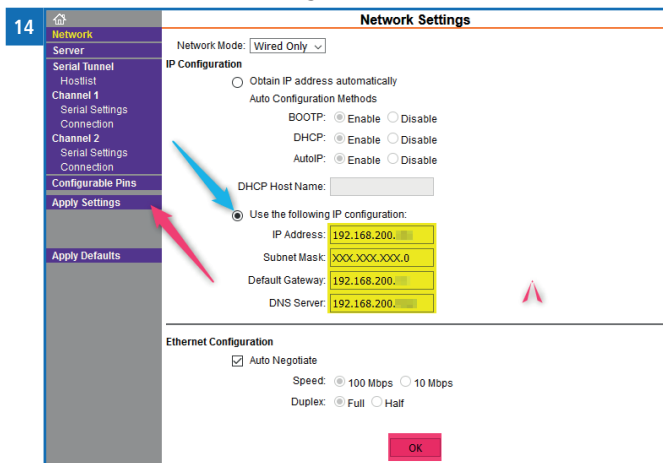 14
Network Settings
Network
Server
Serial Tunnel
Hostlist
Channel 1
Serial Settings
Connection
Channel 2
Serial Settings
Connection
Configurable Pins
Apply Settings
Apply Defaults
Network Mode: Wired Only
IP Configuration
Obtain IP address automatically
Auto Configuration Methods
BOOTP: Enable Disable
DHCP: Enable Disable
AutoIP: Enable Disable
DHCP Host Name:
Use the following IP configuration:
IP Address: 192.168.200.
Subnet Mask: XXX.XXX.XXX.0
Default Gateway: 192.168.200.
DNS Server: 192.168.200.
Ethernet Configuration
Auto Negotiate
Speed: 100 Mbps 10 Mbps
Duplex: Full Half
OK